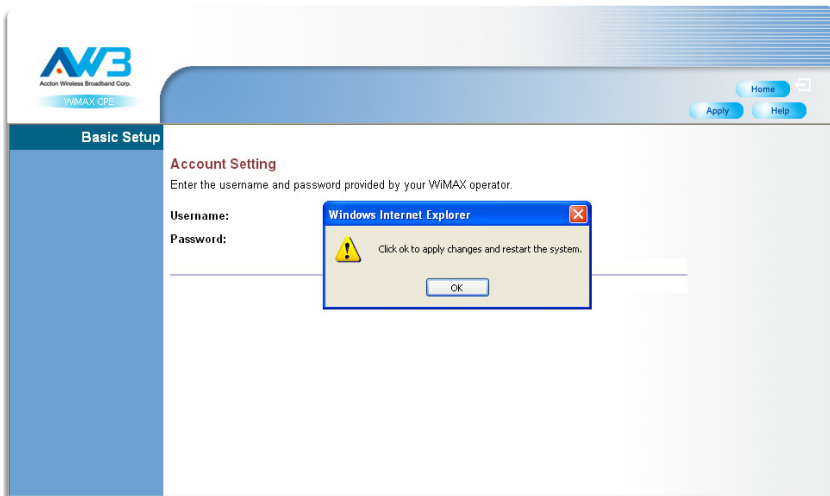 AWB
Accton Wireless Broadband Corp.
WiMAX CPE
Home
Apply
Help
Basic Setup
Account Setting
Enter the username and password provided by your WiMAX operator.
Username:
Password:
Windows Internet Explorer
Click ok to apply changes and restart the system.
OK